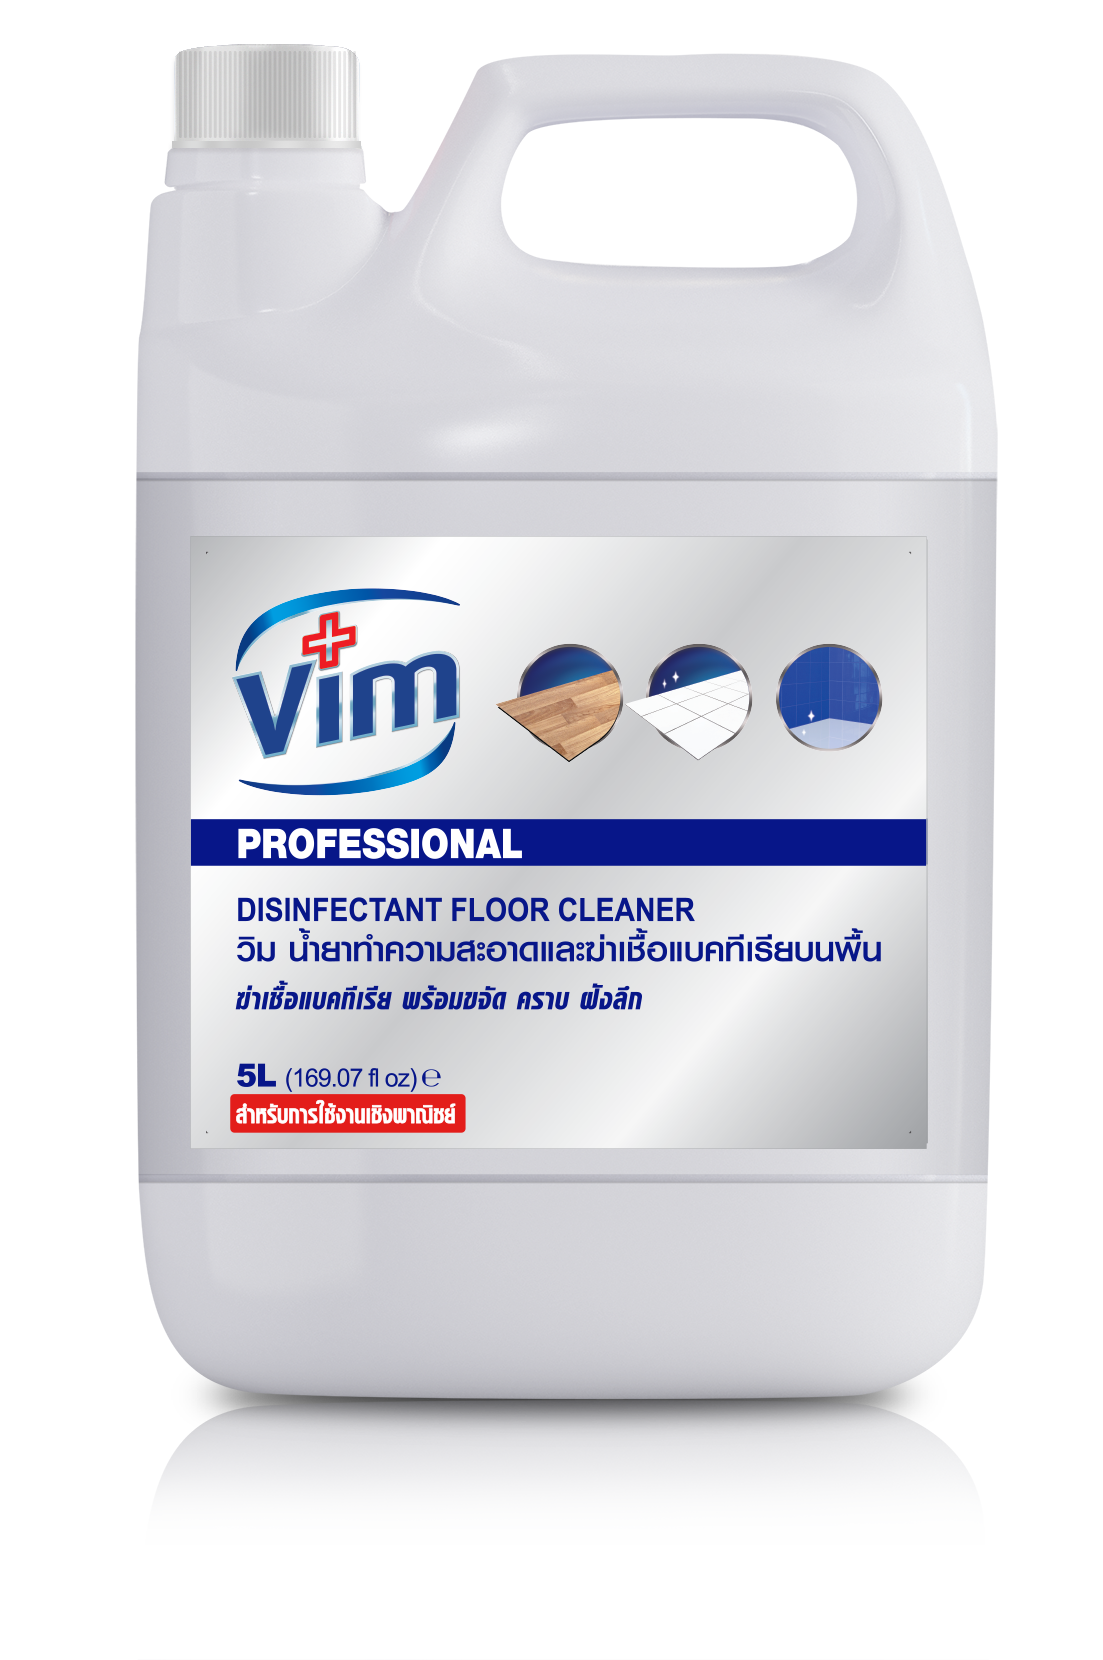 Vim
PROFESSIONAL
DISINFECTANT FLOOR CLEANER
วิม น้ำยาทำความสะอาดและฆ่าเชื้อแบคทีเรียบนพื้น
ฆ่าเชื้อแบคทีเรีย พร้อมขจัด คราบ ฝังลึก
5L (169.07 fl oz) ℮
สำหรับการใช้งานเชิงพาณิชย์